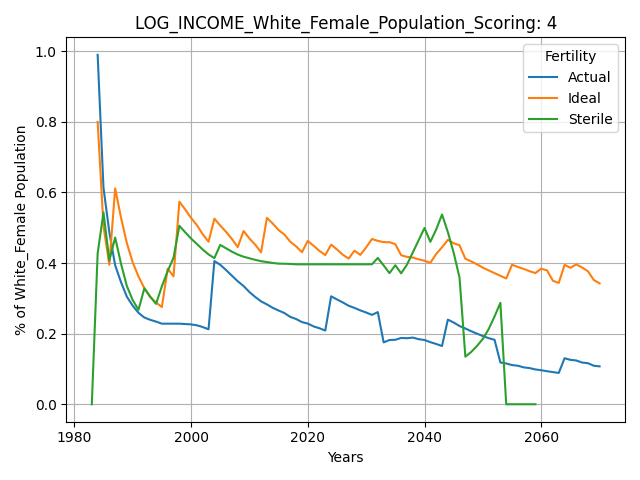 LOG_INCOME_White_Female_Population_Scoring: 4
Fertility
Actual
Ideal
Sterile
% of White_Female Population
1.0
0.8
0.6
0.4
0.2
0.0
1980
2000
2020
2040
2060
Years